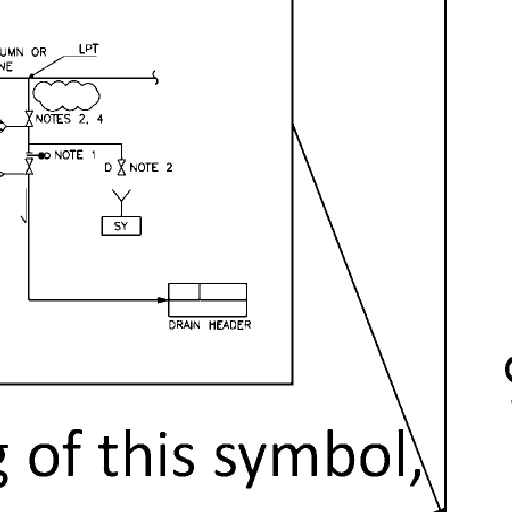 UMN OR
NE
LPT
NOTES 2, 4
NOTE 1
D NOTE 2
SY
DRAIN HEADER
g of this symbol,